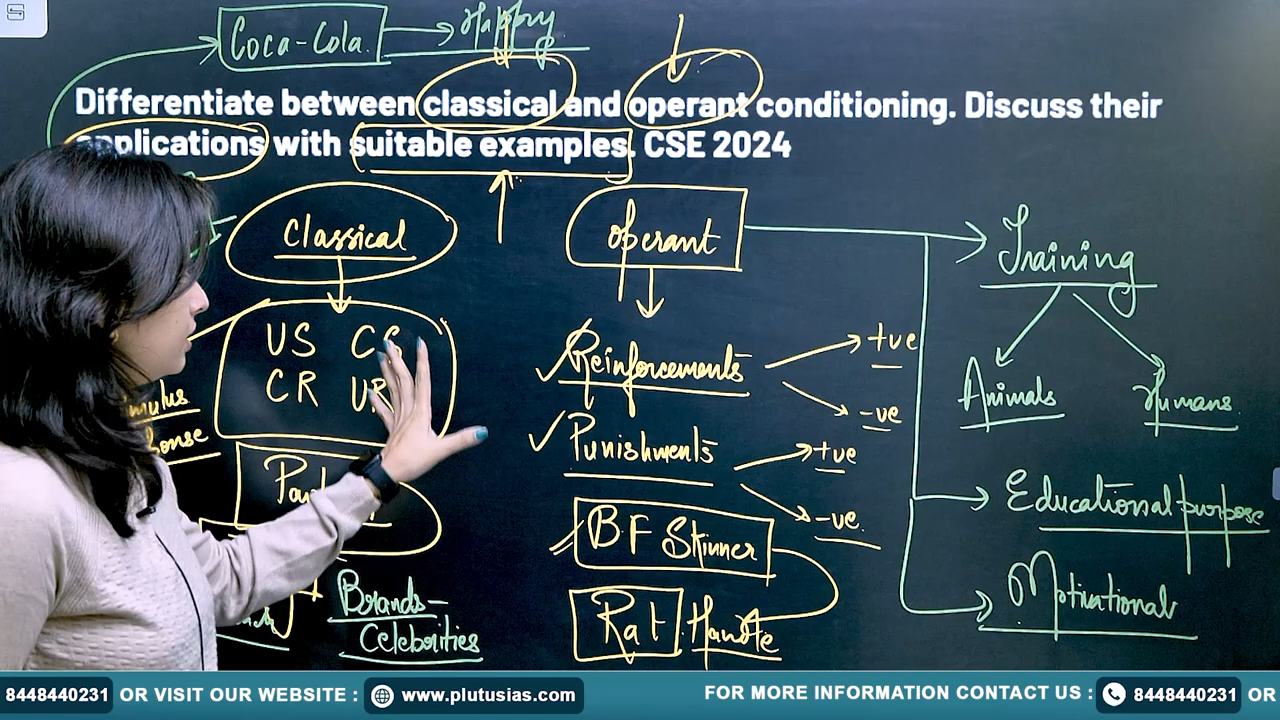 Coca-Cola. → Happy
Differentiate between classical and operant conditioning. Discuss their
applications with suitable examples. CSE 2024
classical
operant
Training
US CS
CR UR
Reinforcements
+ve
-ve
Animals
Humans.
Punishments
+ve
-ve.
Educational purpose
BF Skinner
Motivational
Brands-
Celebrities
Rat
8448440231 OR VISIT OUR WEBSITE : www.plutusias.com FOR MORE INFORMATION CONTACT US : 8448440231 OR